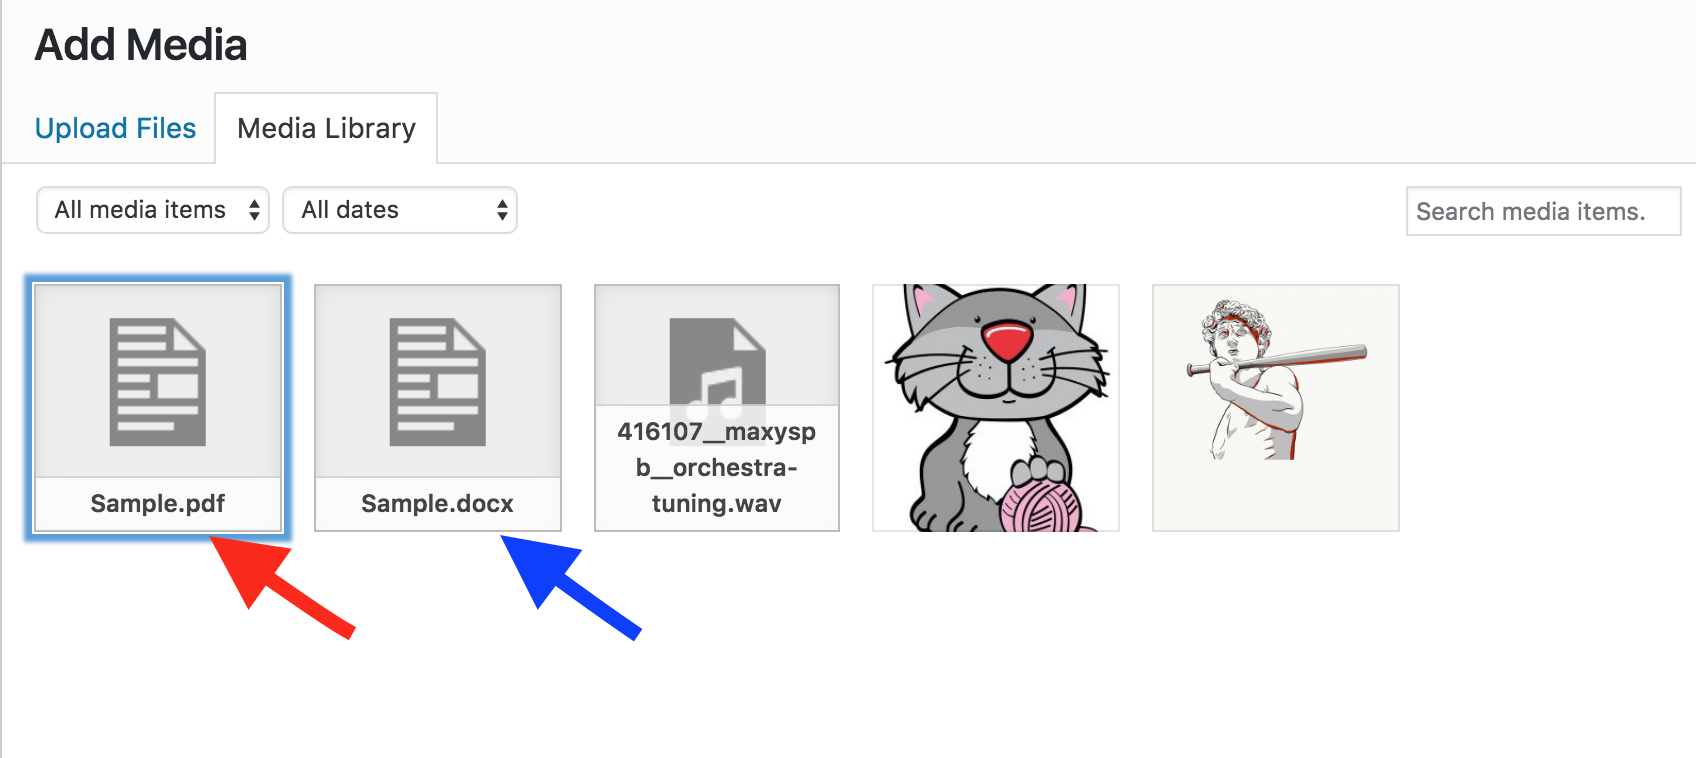 Add Media
Upload Files
Media Library
All media items
All dates
Search media items.
Sample.pdf
Sample.docx
416107__maxysp
b__orchestra-
tuning.wav